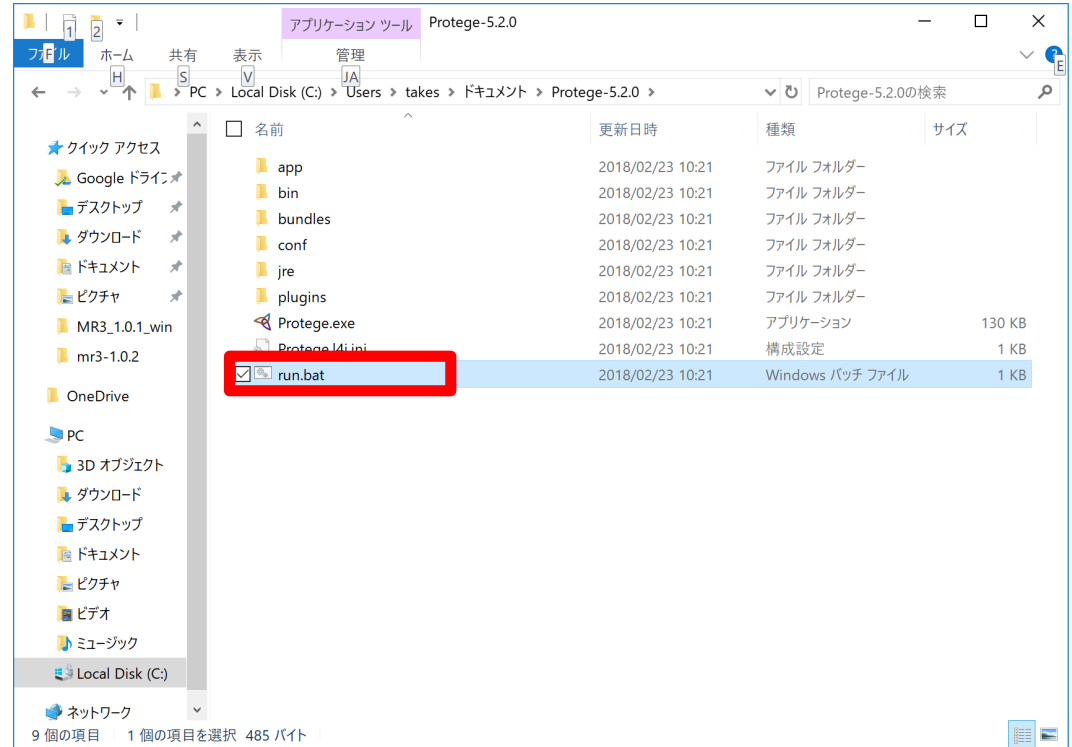 1 2 アプリケーション ツール Protege-5.2.0
ファイル ホーム 共有 表示 管理
F H S V JA E
PC Local Disk (C:) Users takes ドキュメント Protege-5.2.0 Protege-5.2.0の検索
名前 更新日時 種類 サイズ
クイック アクセス
app 2018/02/23 10:21 ファイル フォルダー
Google ドライ
bin 2018/02/23 10:21 ファイル フォルダー
デスクトップ
bundles 2018/02/23 10:21 ファイル フォルダー
ダウンロード
conf 2018/02/23 10:21 ファイル フォルダー
ドキュメント
jre 2018/02/23 10:21 ファイル フォルダー
ピクチャ
plugins 2018/02/23 10:21 ファイル フォルダー
MR3_1.0.1_win
Protege.exe 2018/02/23 10:21 アプリケーション 130 KB
mr3-1.0.2
Protege.l4j.ini 2018/02/23 10:21 構成設定 1 KB
run.bat 2018/02/23 10:21 Windows バッチ ファイル 1 KB
OneDrive
PC
3D オブジェクト
ダウンロード
デスクトップ
ドキュメント
ピクチャ
ビデオ
ミュージック
Local Disk (C:)
ネットワーク
9 個の項目 1 個の項目を選択 485 バイト